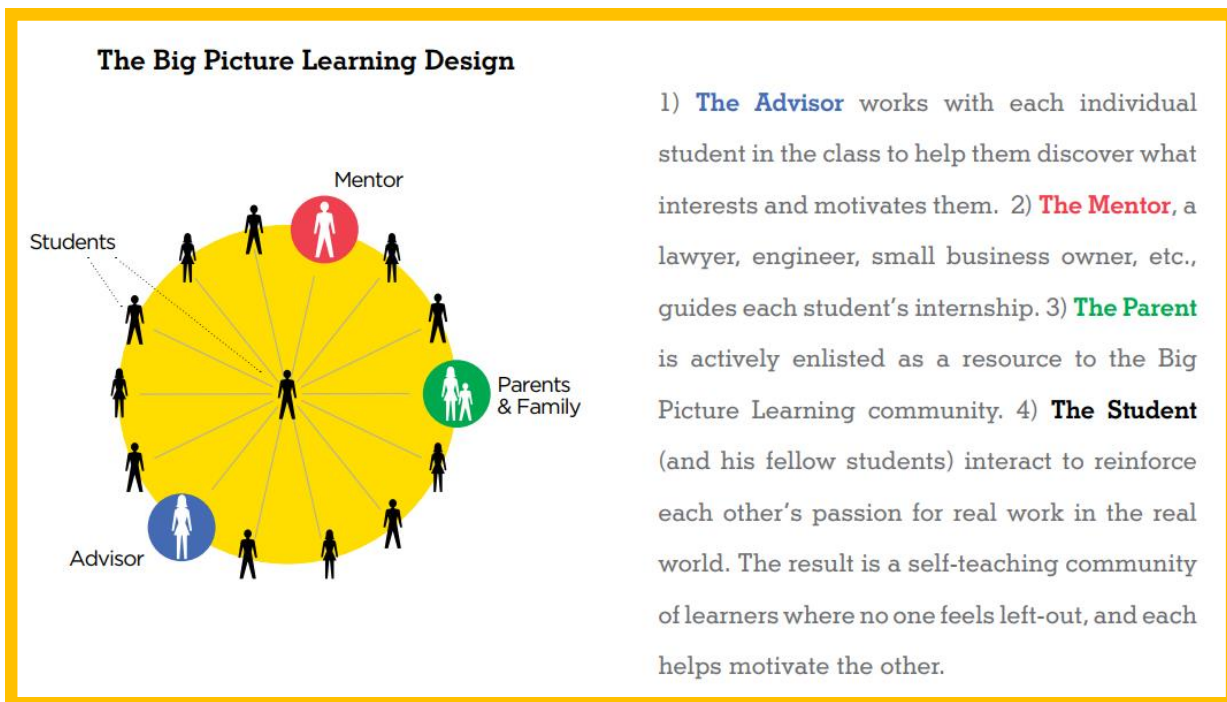 The Big Picture Learning Design
Mentor
Students
Parents
& Family
Advisor
1) The Advisor works with each individual
student in the class to help them discover what
interests and motivates them. 2) The Mentor, a
lawyer, engineer, small business owner, etc.,
guides each student’s internship. 3) The Parent
is actively enlisted as a resource to the Big
Picture Learning community. 4) The Student
(and his fellow students) interact to reinforce
each other’s passion for real work in the real
world. The result is a self-teaching community
of learners where no one feels left-out, and each
helps motivate the other.